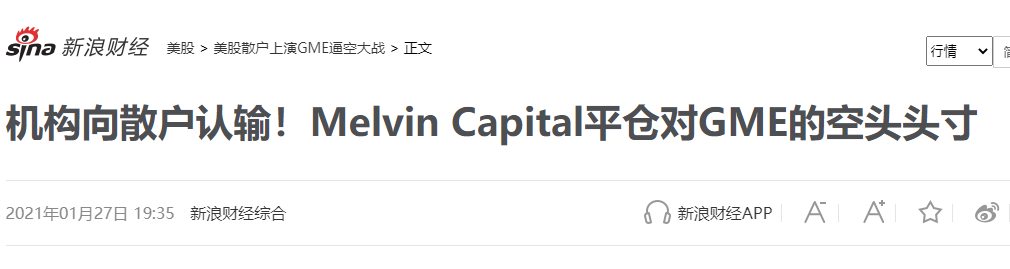 sina 新浪财经 美股 > 美股散户上演GME逼空大战 > 正文 行情
机构向散户认输！Melvin Capital平仓对GME的空头头寸
2021年01月27日 19:35 新浪财经综合 新浪财经APP A- A+